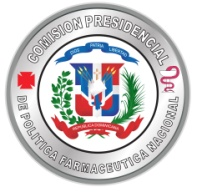 COMISION PRESIDENCIAL
DE POLITICA FARMACEUTICA NACIONAL
DIOS PATRIA LIBERTAD
REPUBLICA DOMINICANA